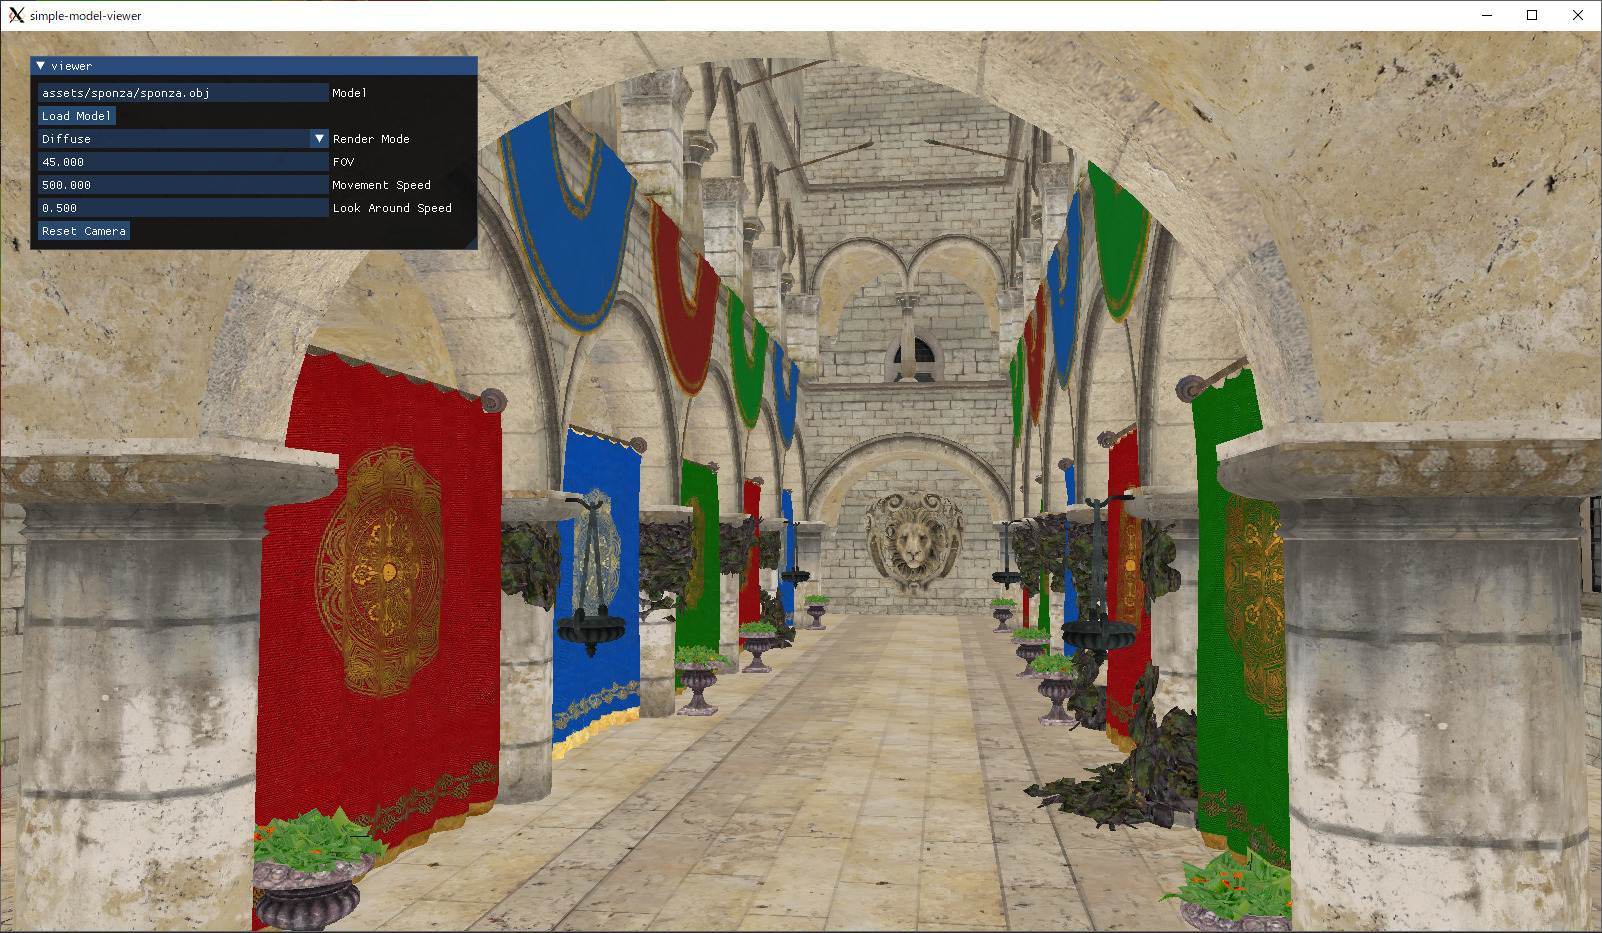 simple-model-viewer
viewer
assets/sponza/sponza.obj Model
Load Model
Diffuse Render Mode
45.000 FOV
500.000 Movement Speed
0.500 Look Around Speed
Reset Camera